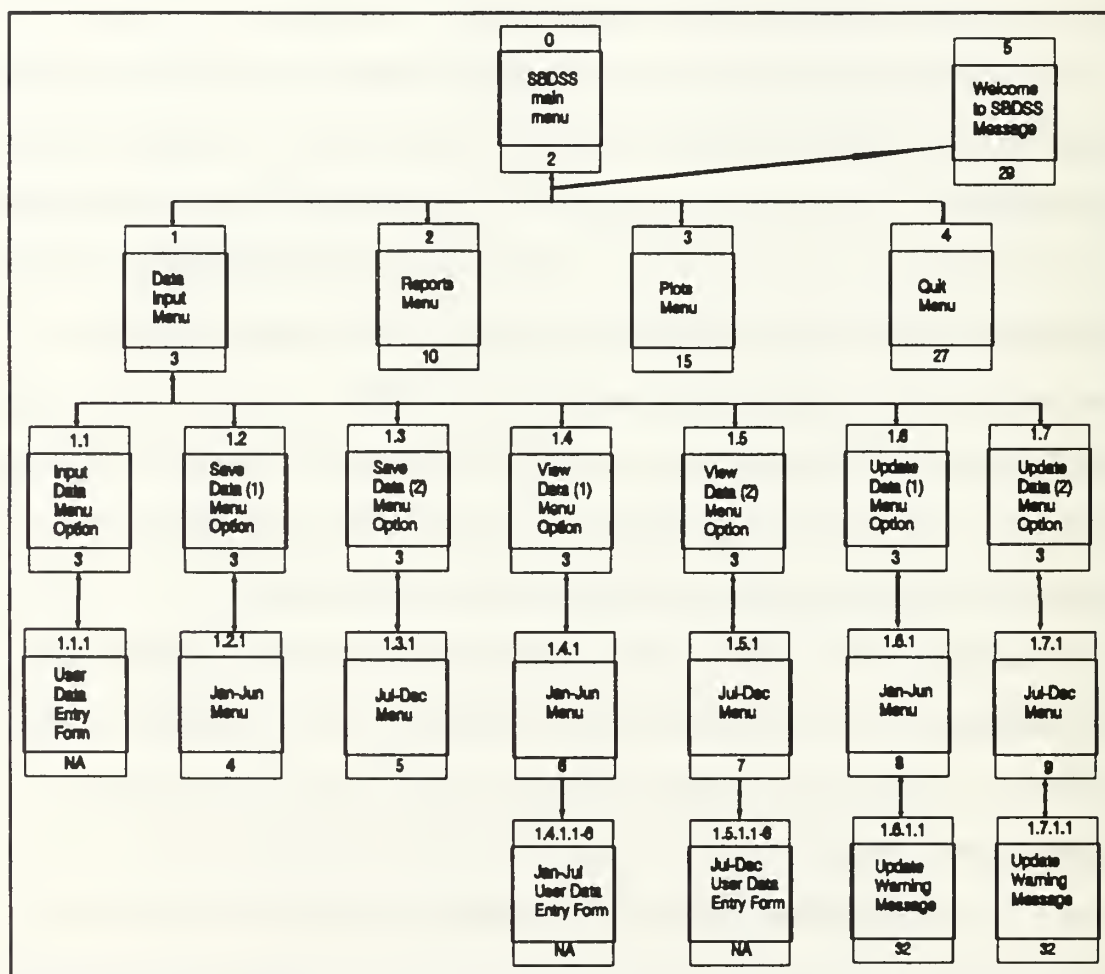 0
SBDSS
main
menu
2
5
Welcome
to SBDSS
Message
29
1
Data
Input
Menu
3
2
Reports
Menu
10
3
Plots
Menu
15
4
Quit
Menu
27
1.1
Input
Data
Menu
Option
3
1.2
Save
Data (1)
Menu
Option
3
1.3
Save
Data (2)
Menu
Option
3
1.4
View
Data (1)
Menu
Option
3
1.5
View
Data (2)
Menu
Option
3
1.6
Update
Data (1)
Menu
Option
3
1.7
Update
Data (2)
Menu
Option
3
1.1.1
User
Data
Entry
Form
NA
1.2.1
Jan-Jun
Menu
4
1.3.1
Jul-Dec
Menu
5
1.4.1
Jan-Jun
Menu
6
1.5.1
Jul-Dec
Menu
7
1.6.1
Jan-Jun
Menu
8
1.7.1
Jul-Dec
Menu
9
1.4.1.1-6
Jan-Jul
User Data
Entry Form
NA
1.5.1.1-6
Jul-Dec
User Data
Entry Form
NA
1.6.1.1
Update
Warning
Message
32
1.7.1.1
Update
Warning
Message
32